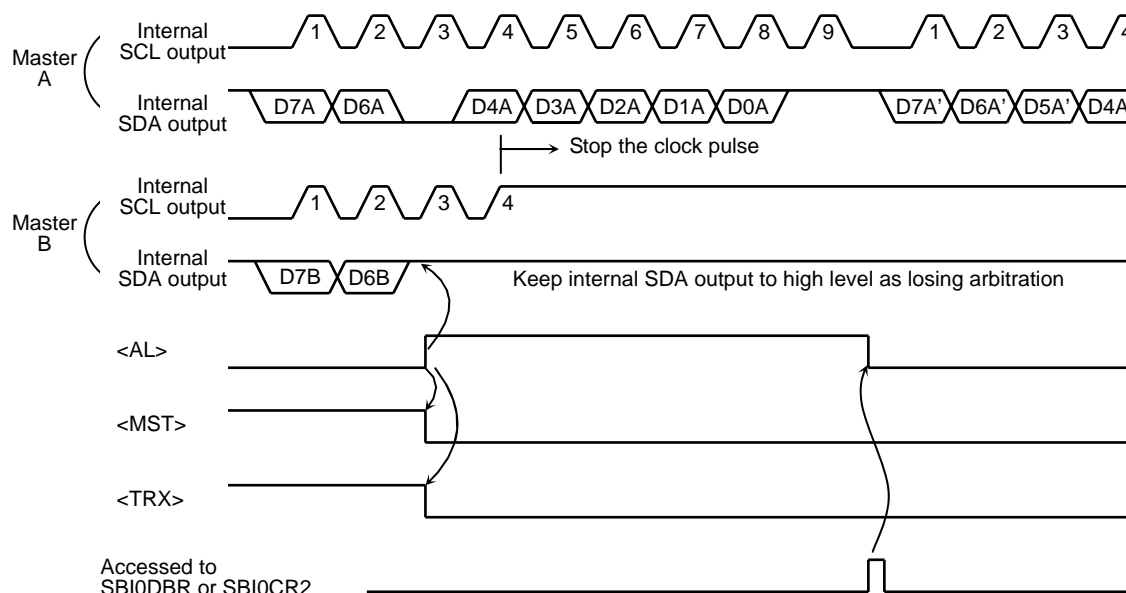 Master A
Internal SCL output 1 2 3 4 5 6 7 8 9 1 2 3 4
Internal SDA output D7A D6A D4A D3A D2A D1A D0A D7A' D6A' D5A' D4A
Stop the clock pulse
Master B
Internal SCL output 1 2 3 4
Internal SDA output D7B D6B Keep internal SDA output to high level as losing arbitration
<AL>
<MST>
<TRX>
Accessed to
SBI0DBR or SBI0CR2